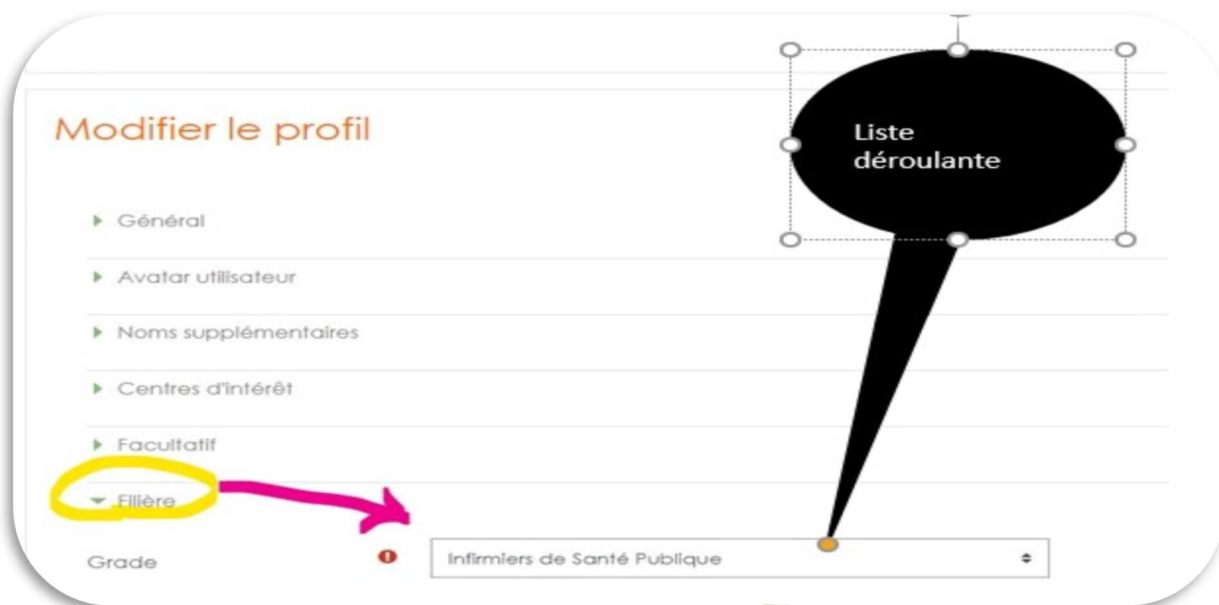 Modifier le profil
Liste
déroulante
Général
Avatar utilisateur
Noms supplémentaires
Centres d'intérêt
Facultatif
Filière
Grade
Infirmiers de Santé Publique